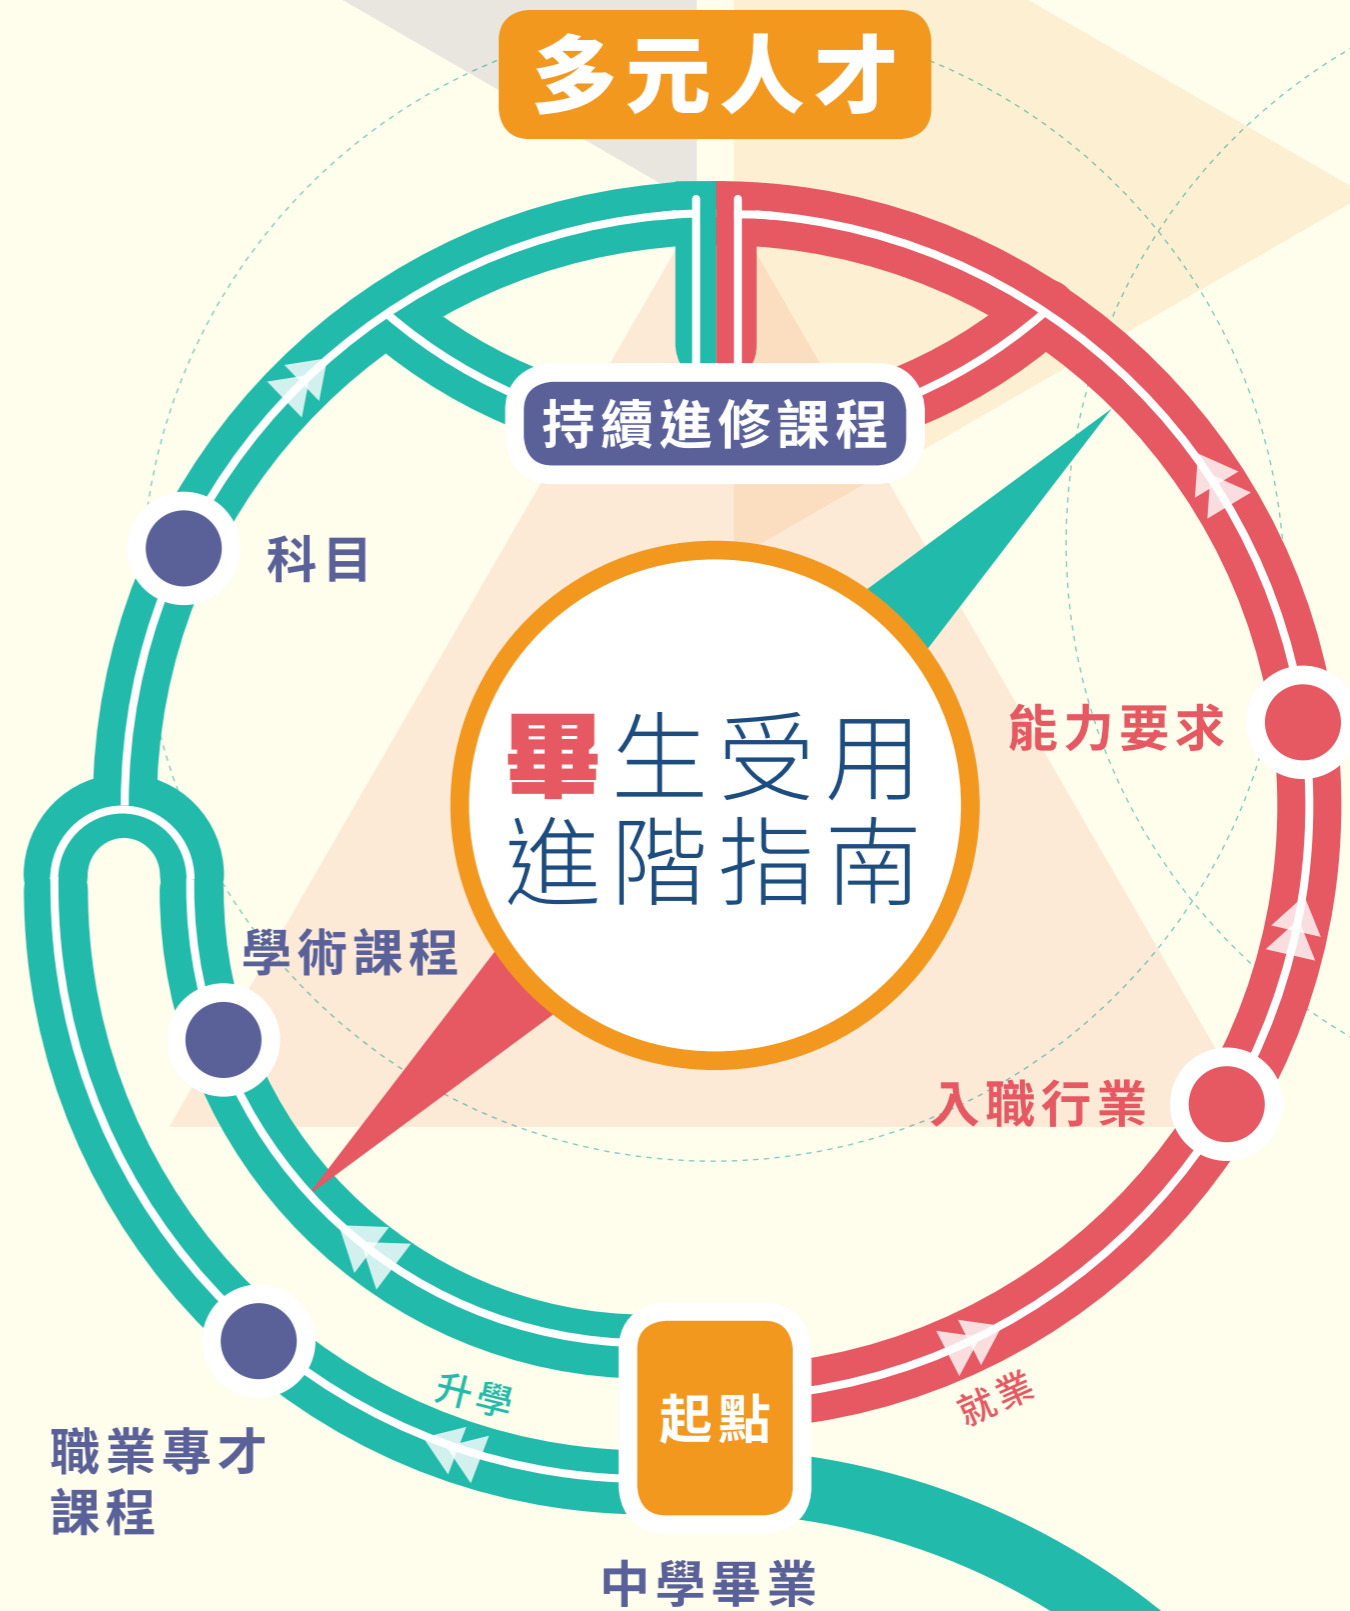 多元人才
持續進修課程
科目
畢生受用
進階指南
能力要求
學術課程
入職行業
升學
就業
起點
職業專才
課程
中學畢業